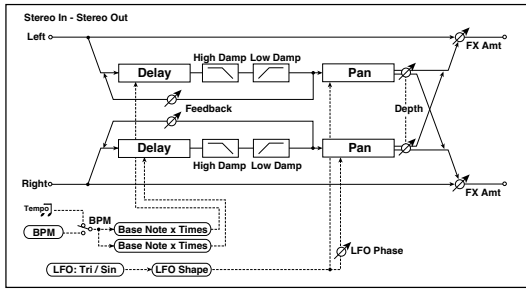 Stereo In - Stereo Out
Left
FX Amt
High Damp Low Damp
Delay
Pan
Feedback
Depth
Delay
Pan
High Damp Low Damp
Right
FX Amt
Tempo
BPM
BPM
Base Note x Times
Base Note x Times
LFO Phase
LFO: Tri / Sin
LFO Shape